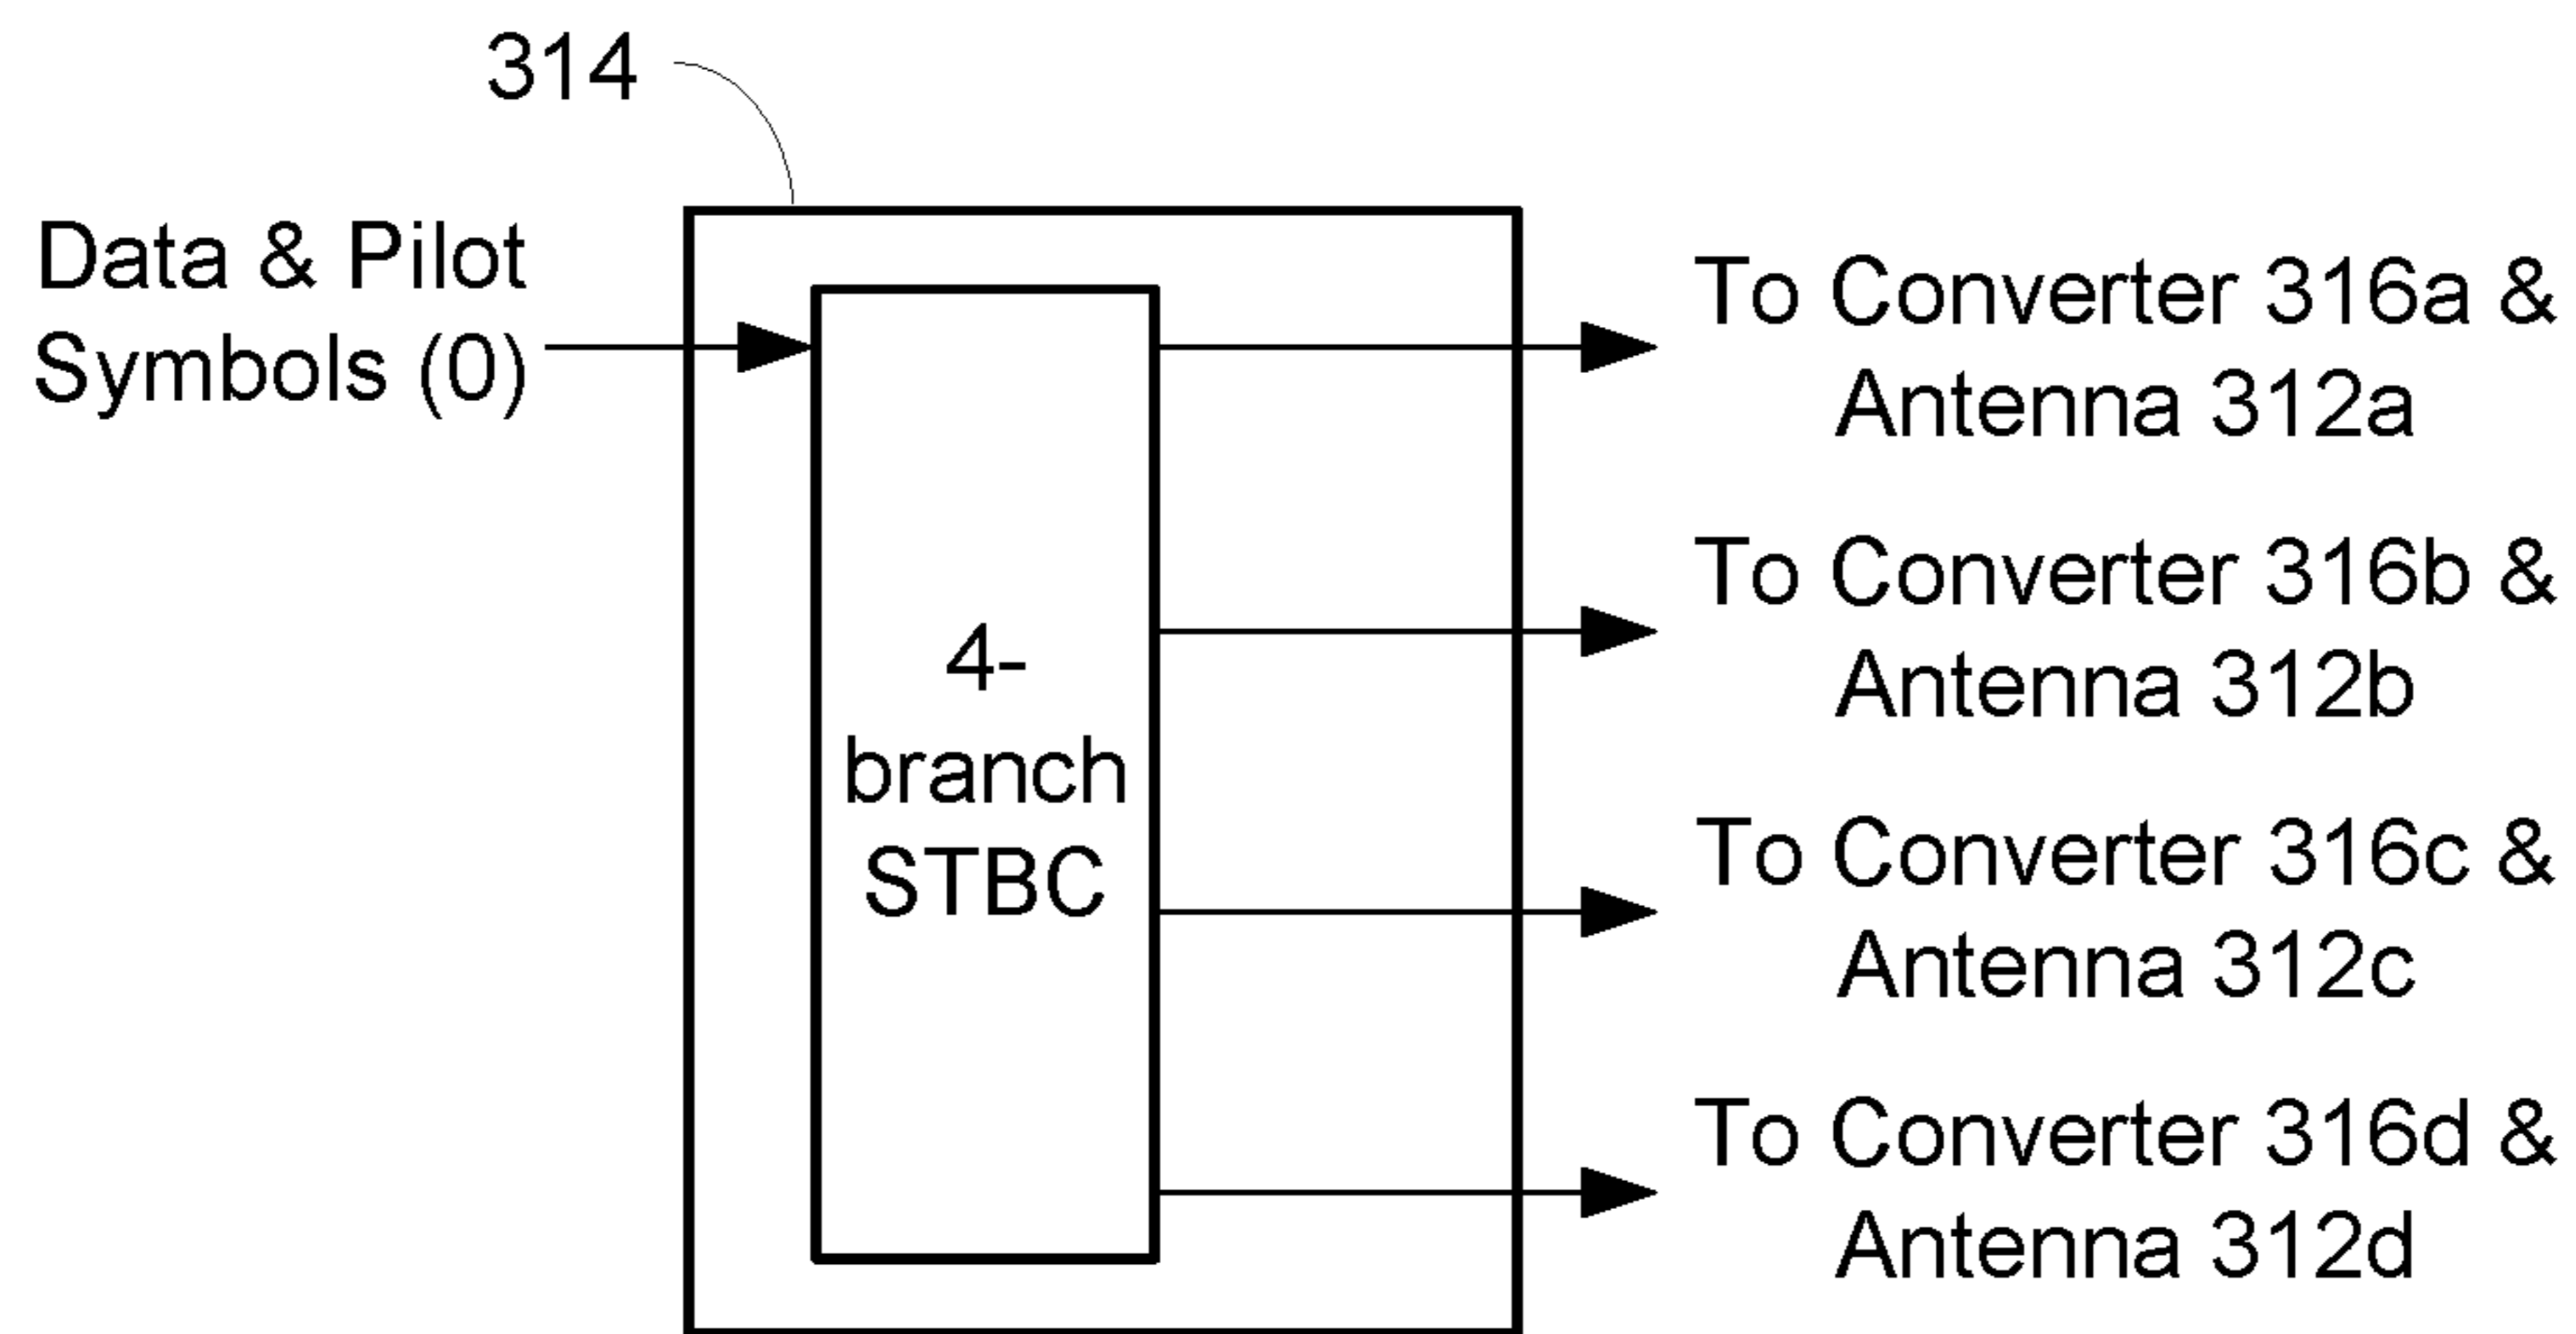 314
Data & Pilot
Symbols (0)
4-
branch
STBC
To Converter 316a &
Antenna 312a
To Converter 316b &
Antenna 312b
To Converter 316c &
Antenna 312c
To Converter 316d &
Antenna 312d